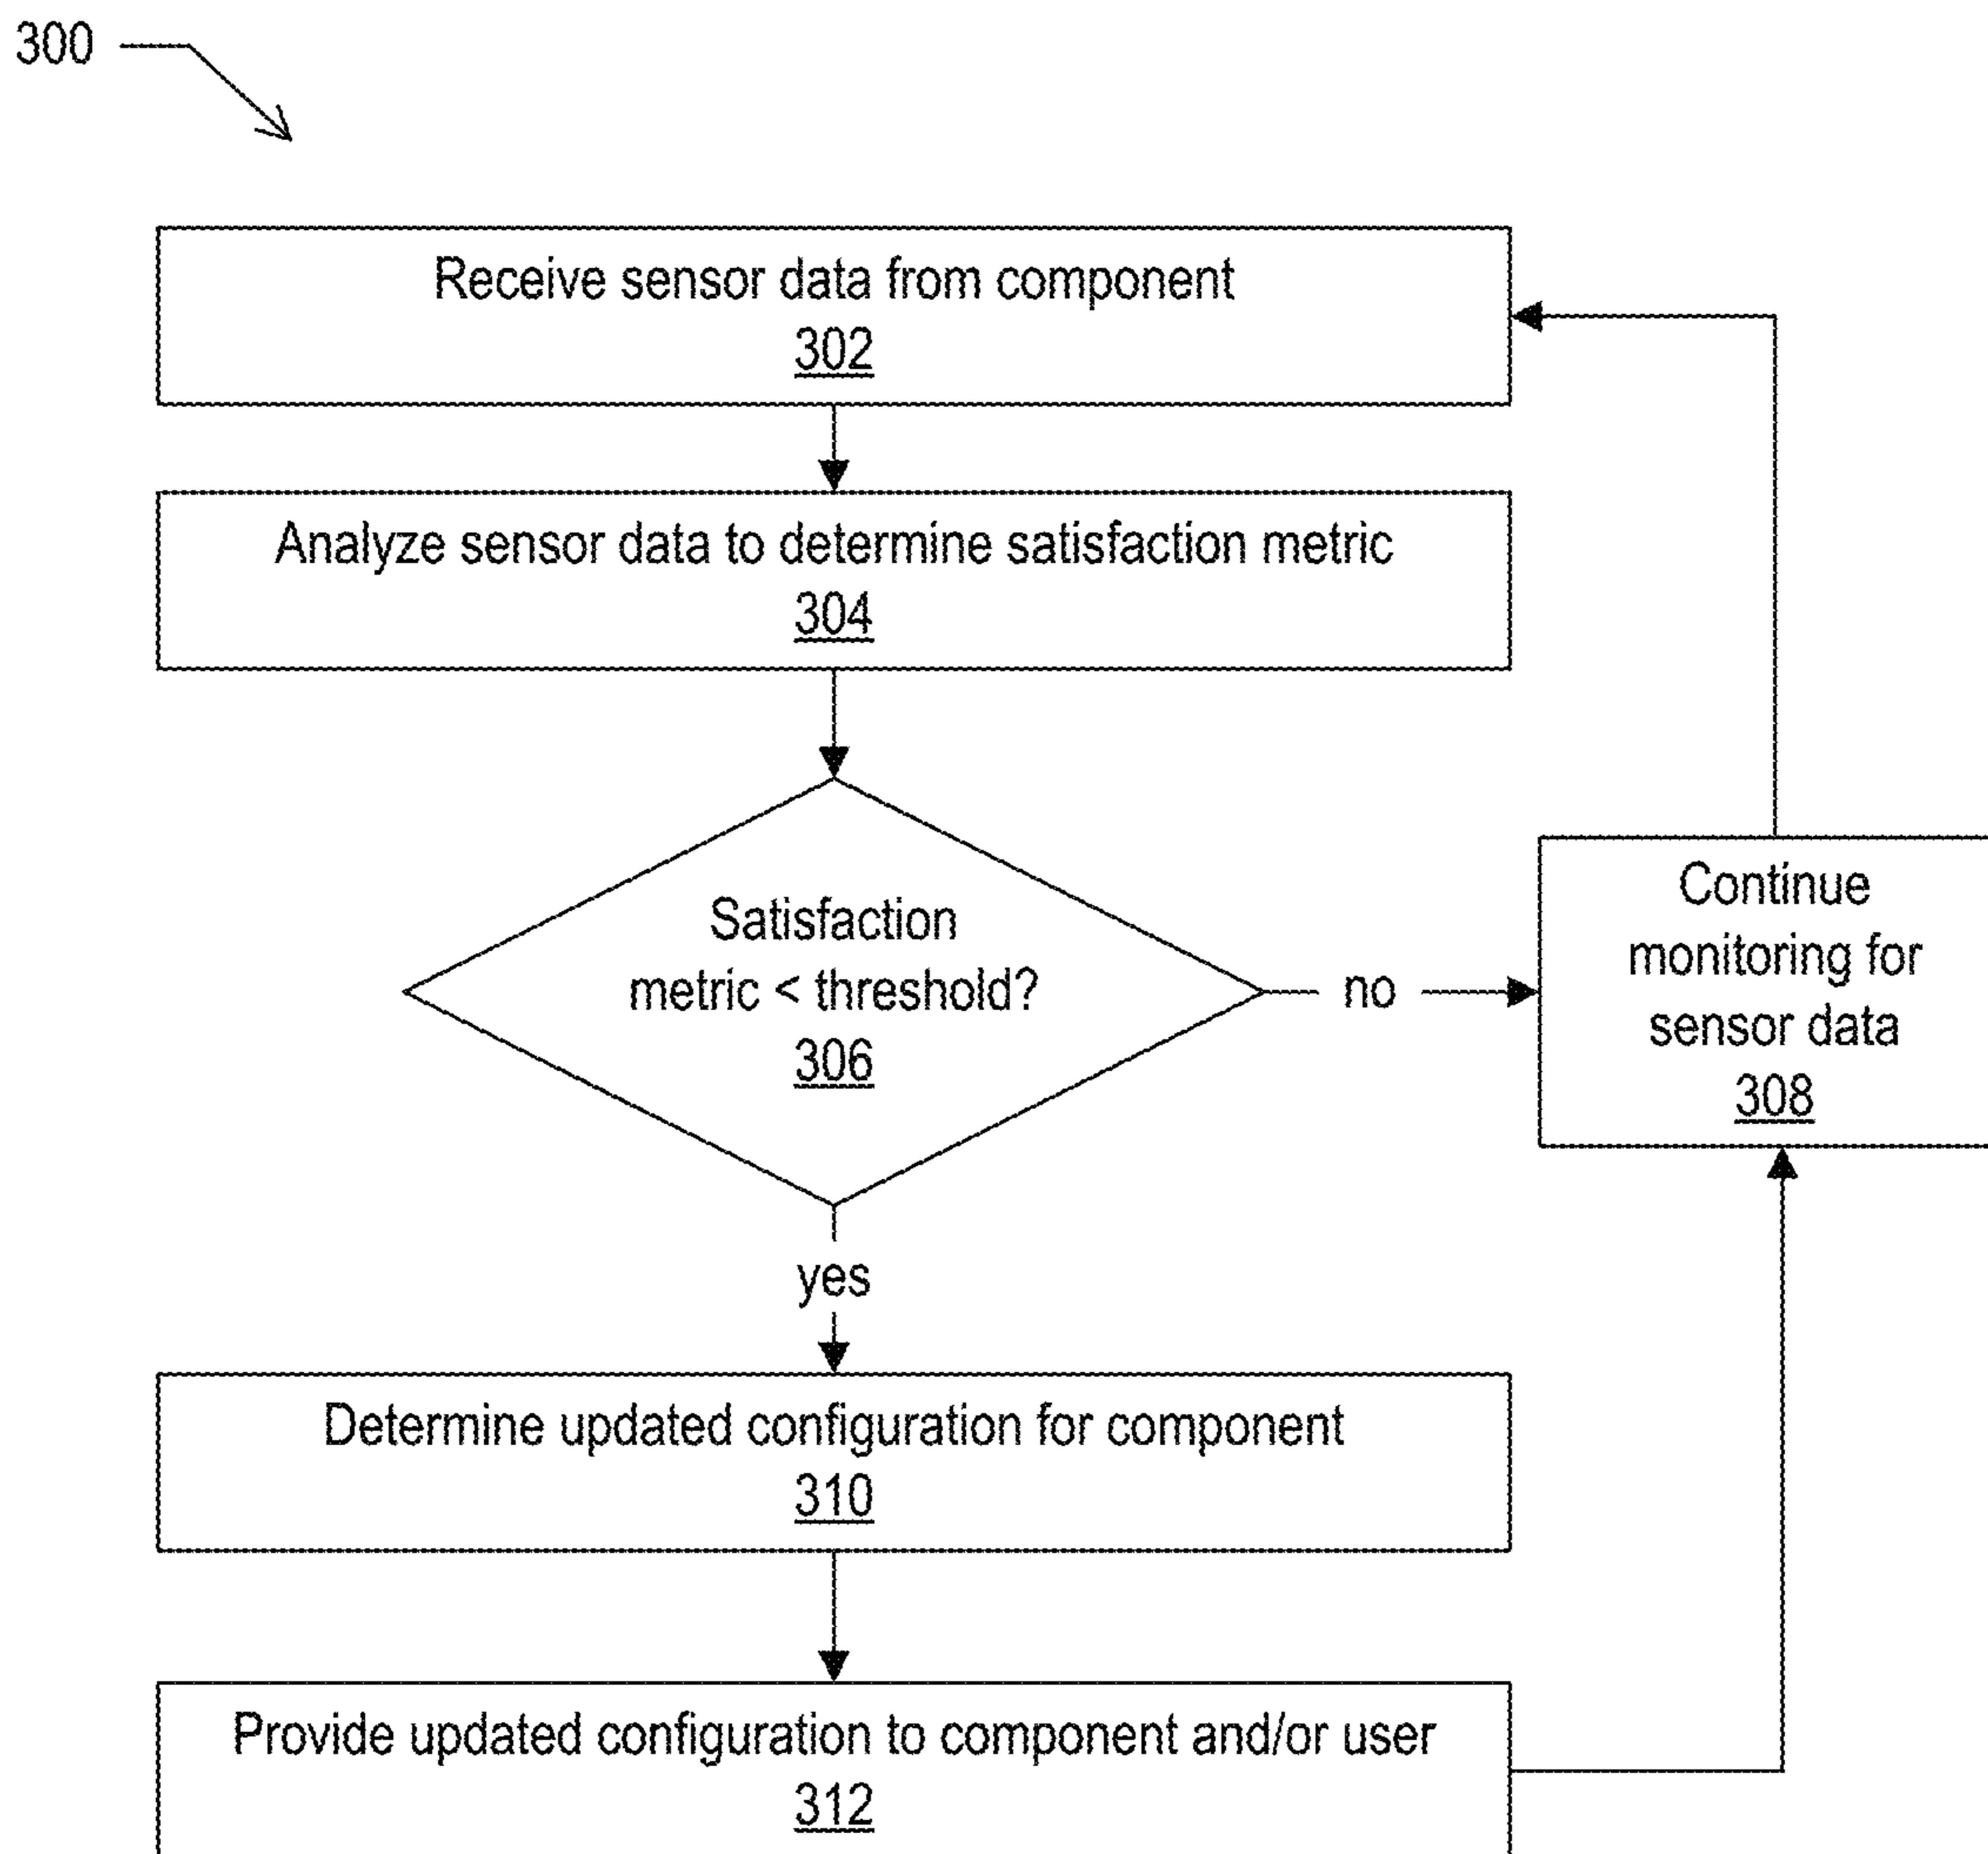 300
Receive sensor data from component
302
Analyze sensor data to determine satisfaction metric
304
Satisfaction
metric < threshold?
306
no
Continue
monitoring for
sensor data
308
yes
Determine updated configuration for component
310
Provide updated configuration to component and/or user
312